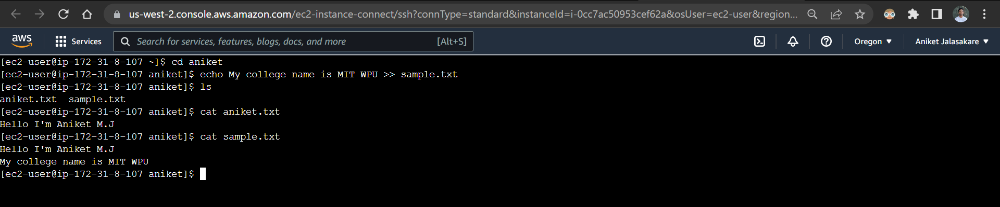 us-west-2.console.aws.amazon.com/ec2-instance-connect/ssh?connType=standard&instanceId=i-0cc7ac50953cef62a&osUser=ec2-user&region...
aws Services Search for services, features, blogs, docs, and more [Alt+S] Oregon Aniket Jalasakare
[ec2-user@ip-172-31-8-107 ~]$ cd aniket
[ec2-user@ip-172-31-8-107 aniket]$ echo My college name is MIT WPU >> sample.txt
[ec2-user@ip-172-31-8-107 aniket]$ ls
aniket.txt  sample.txt
[ec2-user@ip-172-31-8-107 aniket]$ cat aniket.txt
Hello I'm Aniket M.J
[ec2-user@ip-172-31-8-107 aniket]$ cat sample.txt
Hello I'm Aniket M.J
My college name is MIT WPU
[ec2-user@ip-172-31-8-107 aniket]$